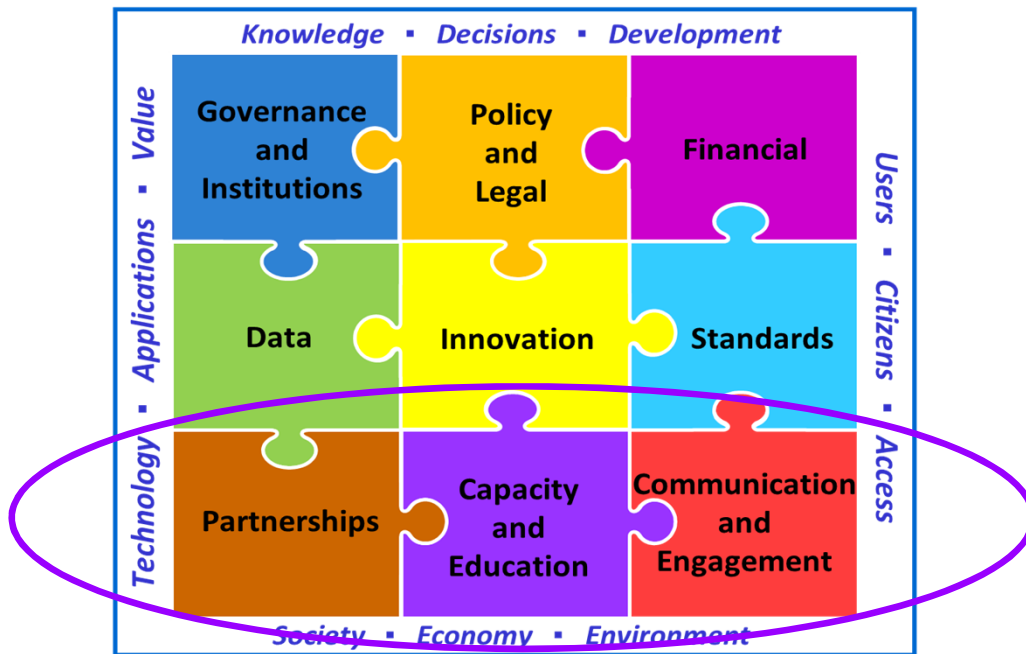 Knowledge ▪ Decisions ▪ Development
Technology ▪ Applications ▪ Value
Governance
and
Institutions
Policy
and
Legal
Financial
Users ▪ Citizens ▪ Access
Data
Innovation
Standards
Partnerships
Capacity
and
Education
Communication
and
Engagement
Society ▪ Economy ▪ Environment